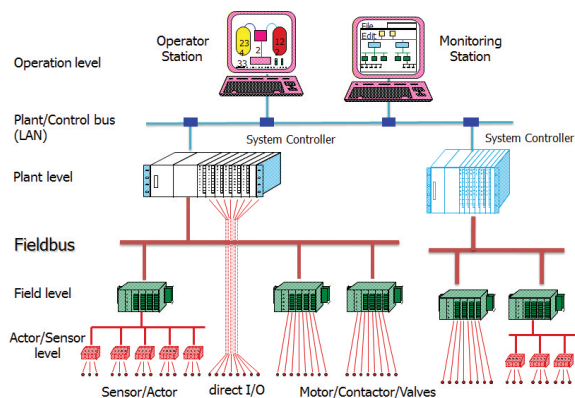 Operator
Station
Monitoring
Station
File
Edit
23
4
2
12
2
33
Operation level
Plant/Control bus
(LAN)
System Controller
System Controller
Plant level
Fieldbus
Field level
Actor/Sensor
level
Sensor/Actor
direct I/O
Motor/Contactor/Valves